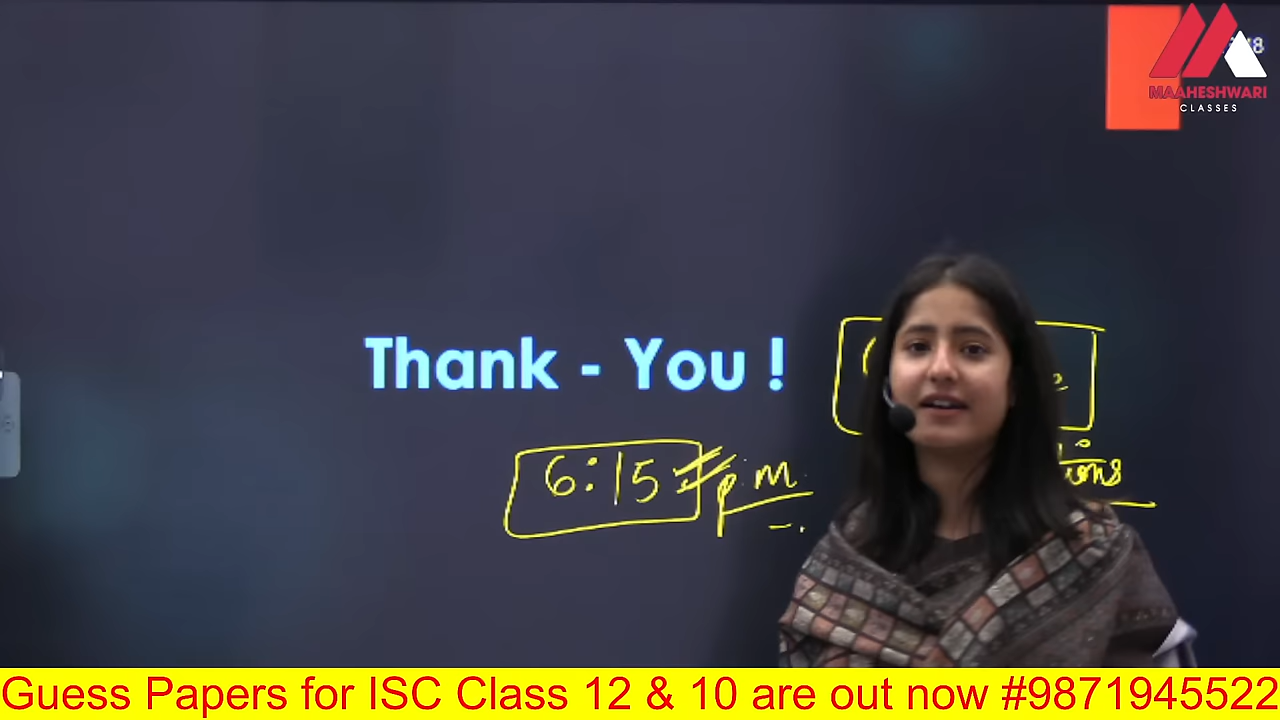 MAAHESHWARI
CLASSES
Thank - You !
6:15 p.m
Guess Papers for ISC Class 12 & 10 are out now #9871945522